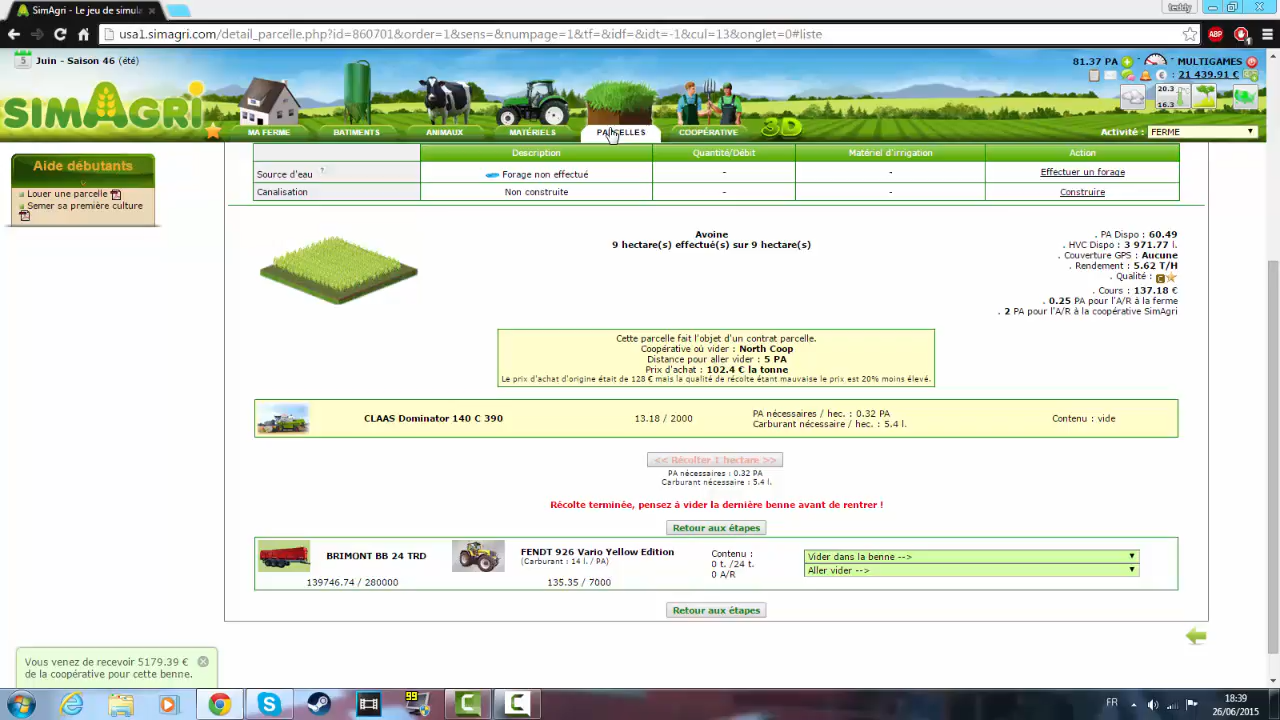 SimAgri - Le jeu de simul
teddy
usa1.simagri.com/detail_parcelle.php?id=860701&order=1&sens=&numpage=1&tf=&idf=&idt=-1&cul=13&onglet=0#liste
ABP
5 Juin - Saison 46 (été)
81.37 PA MULTIGAMES
21 439.91 €
20.3
16.3
SIMAGRI
MA FERME BATIMENTS ANIMAUX MATÉRIELS PARCELLES COOPÉRATIVE 3D
Activité : FERME
Aide débutants
Louer une parcelle
Semer sa première culture
Description Quantité/Débit Matériel d'irrigation Action
Source d'eau ? Forage non effectué - - Effectuer un forage
Canalisation Non construite - - Construire
Avoine
9 hectare(s) effectué(s) sur 9 hectare(s)
. PA Dispo : 60.49
. HVC Dispo : 3 971.77 l.
. Couverture GPS : Aucune
. Rendement : 5.62 T/H
. Qualité : C
. Cours : 137.18 €
. 0.25 PA pour l'A/R à la ferme
. 2 PA pour l'A/R à la coopérative SimAgri
Cette parcelle fait l'objet d'un contrat parcelle.
Coopérative où vider : North Coop
Distance pour aller vider : 5 PA
Prix d'achat : 102.4 € la tonne
Le prix d'achat d'origine était de 128 € mais la qualité de récolte étant mauvaise le prix est 20% moins élevé.
CLAAS Dominator 140 C 390 13.18 / 2000 PA nécessaires / hec. : 0.32 PA
Carburant nécessaire / hec. : 5.4 l. Contenu : vide
<< Récolter 1 hectare >>
PA nécessaires : 0.32 PA
Carburant nécessaire : 5.4 l.
Récolte terminée, pensez à vider la dernière benne avant de rentrer !
Retour aux étapes
BRIMONT BB 24 TRD
139746.74 / 280000
FENDT 926 Vario Yellow Edition
(Carburant : 14 l. / PA)
135.35 / 7000
Contenu :
0 t. /24 t.
0 A/R
Vider dans la benne -->
Aller vider -->
Retour aux étapes
Vous venez de recevoir 5179.39 €
de la coopérative pour cette benne.
99
FR
18:39
26/06/2015